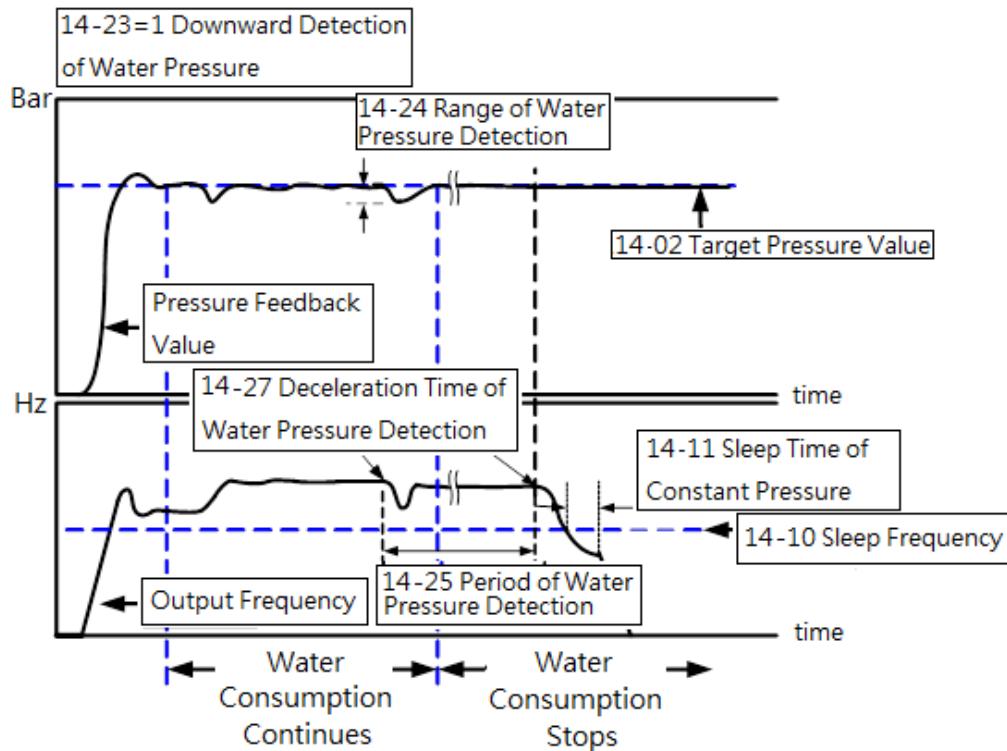 14-23=1 Downward Detection
of Water Pressure
Bar
14-24 Range of Water
Pressure Detection
14-02 Target Pressure Value
Pressure Feedback
Value
time
Hz
14-27 Deceleration Time of
Water Pressure Detection
14-11 Sleep Time of
Constant Pressure
14-10 Sleep Frequency
14-25 Period of Water
Pressure Detection
Output Frequency
time
Water
Consumption
Continues
Water
Consumption
Stops